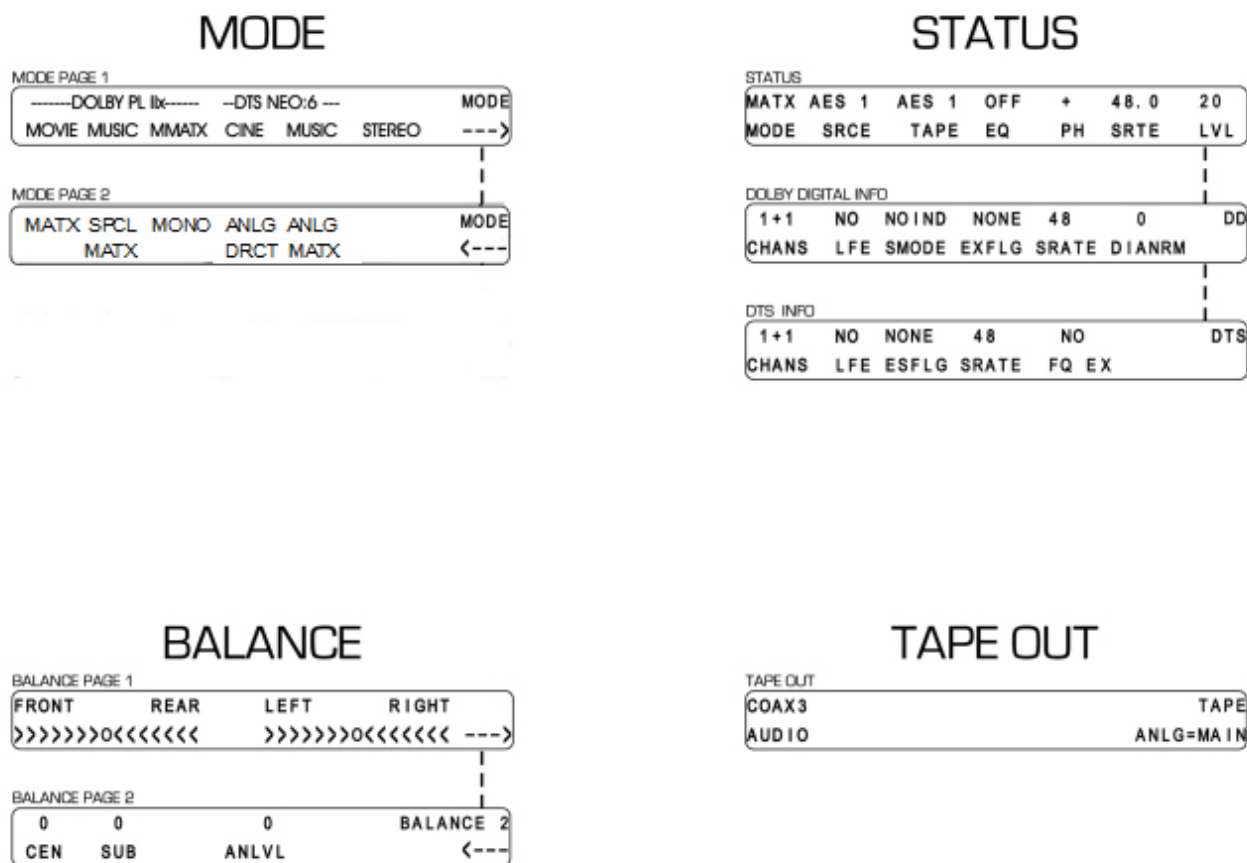 MODE
MODE PAGE 1
-------DOLBY PL IIx------ --DTS NEO:6 --- MODE
MOVIE MUSIC MMATX CINE MUSIC STEREO --->
MODE PAGE 2
MATX SPCL MONO ANLG ANLG MODE
MATX DRCT MATX <---
STATUS
STATUS
MATX AES 1 AES 1 OFF + 48.0 20
MODE SRCE TAPE EQ PH SRTE LVL
DOLBY DIGITAL INFO
1+1 NO NOIND NONE 48 0 DD
CHANS LFE SMODE EXFLG SRATE DIANRM
DTS INFO
1+1 NO NONE 48 NO DTS
CHANS LFE ESFLG SRATE FQ EX
BALANCE
BALANCE PAGE 1
FRONT REAR LEFT RIGHT
>>>>>>>O<<<<<<< >>>>>>>O<<<<<<< --->
BALANCE PAGE 2
0 0 0 BALANCE 2
CEN SUB ANLVL <---
TAPE OUT
TAPE OUT
COAX3 TAPE
AUDIO ANLG=MAIN